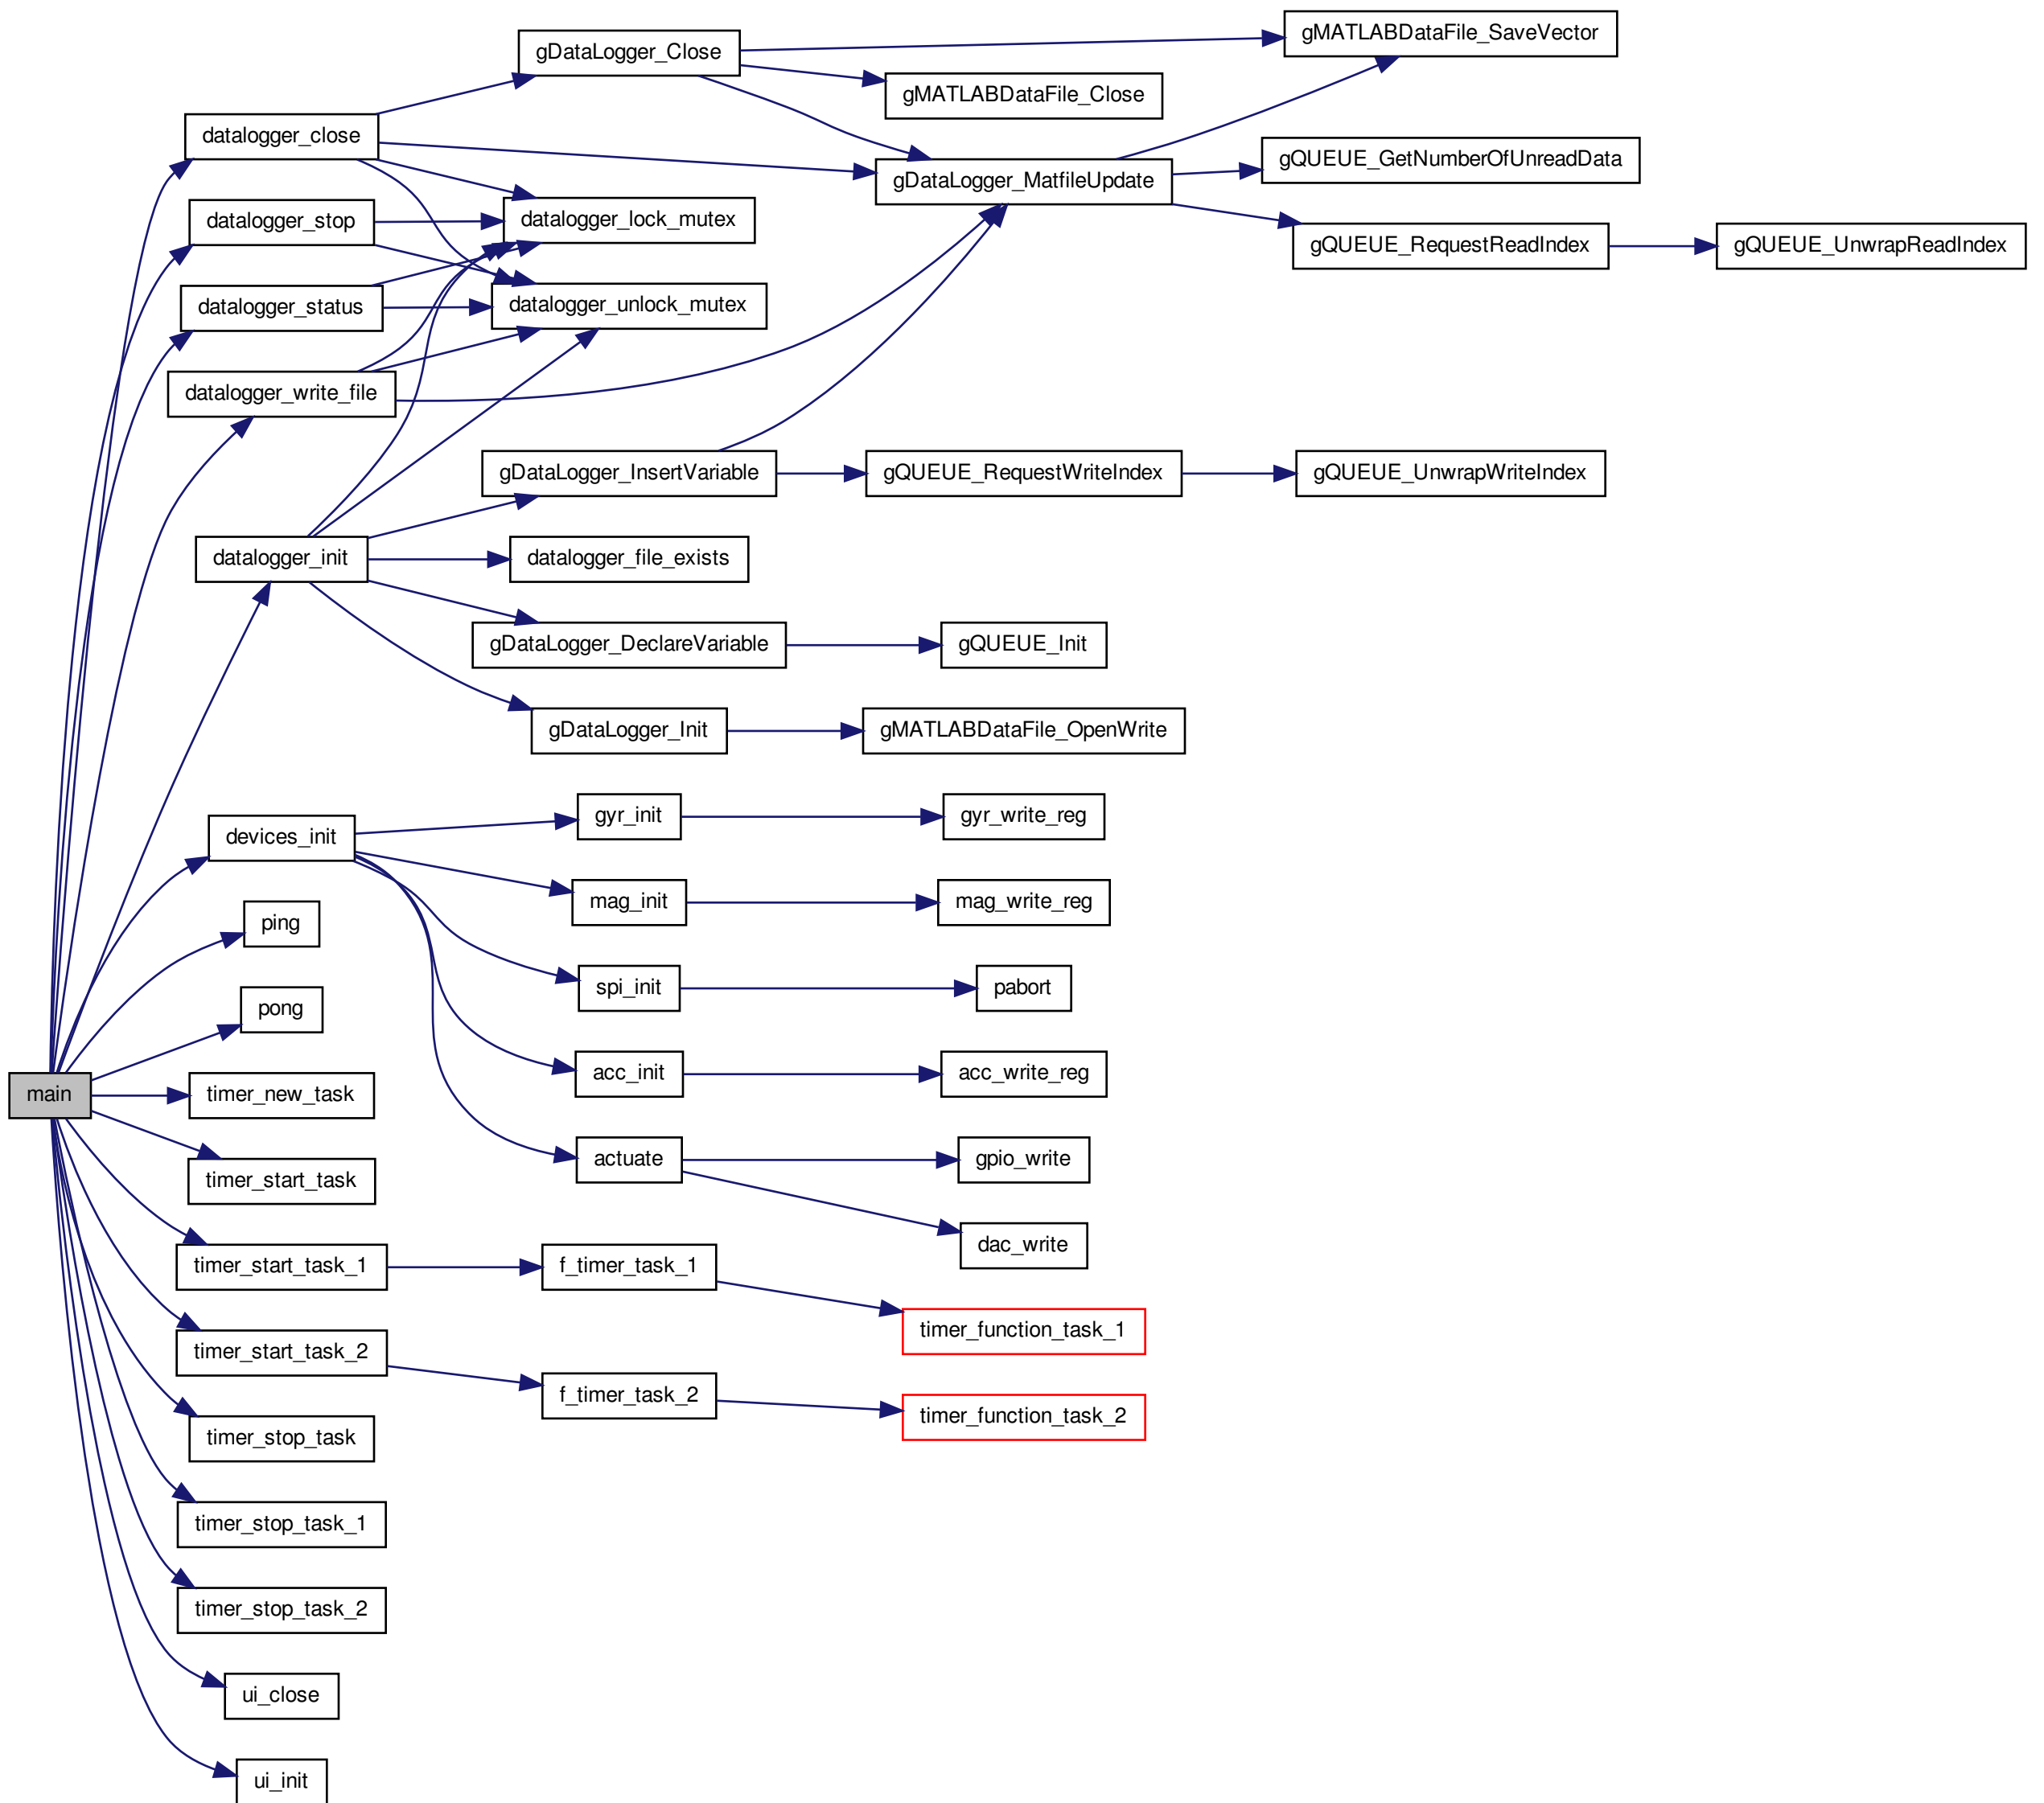 gMATLABDataFile_SaveVector
gDataLogger_Close
gMATLABDataFile_Close
datalogger_close
gQUEUE_GetNumberOfUnreadData
gDataLogger_MatfileUpdate
datalogger_stop
datalogger_lock_mutex
gQUEUE_RequestReadIndex
gQUEUE_UnwrapReadIndex
datalogger_status
datalogger_unlock_mutex
datalogger_write_file
gDataLogger_InsertVariable
gQUEUE_RequestWriteIndex
gQUEUE_UnwrapWriteIndex
datalogger_init
datalogger_file_exists
gDataLogger_DeclareVariable
gQUEUE_Init
gDataLogger_Init
gMATLABDataFile_OpenWrite
devices_init
gyr_init
gyr_write_reg
mag_init
mag_write_reg
ping
spi_init
pabort
pong
acc_init
acc_write_reg
main
timer_new_task
actuate
gpio_write
timer_start_task
dac_write
timer_start_task_1
f_timer_task_1
timer_function_task_1
timer_start_task_2
f_timer_task_2
timer_function_task_2
timer_stop_task
timer_stop_task_1
timer_stop_task_2
ui_close
ui_init